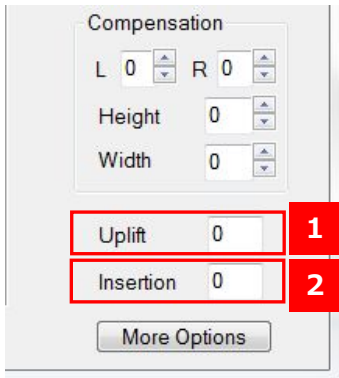 Compensation
L 0 R 0
Height 0
Width 0
Uplift 0 1
Insertion 0 2
More Options